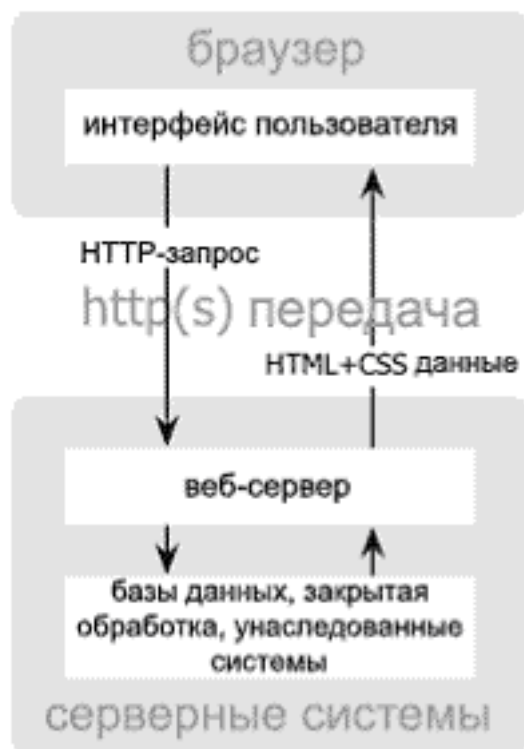 браузер
интерфейс пользователя
HTTP-запрос
http(s) передача
HTML+CSS данные
веб-сервер
базы данных, закрытая
обработка, унаследованные
системы
серверные системы